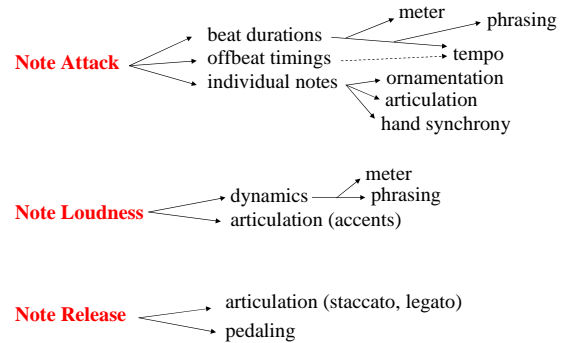 meter
phrasing
beat durations
Note Attack
offbeat timings
tempo
individual notes
ornamentation
articulation
hand synchrony
meter
dynamics
phrasing
Note Loudness
articulation (accents)
articulation (staccato, legato)
Note Release
pedaling